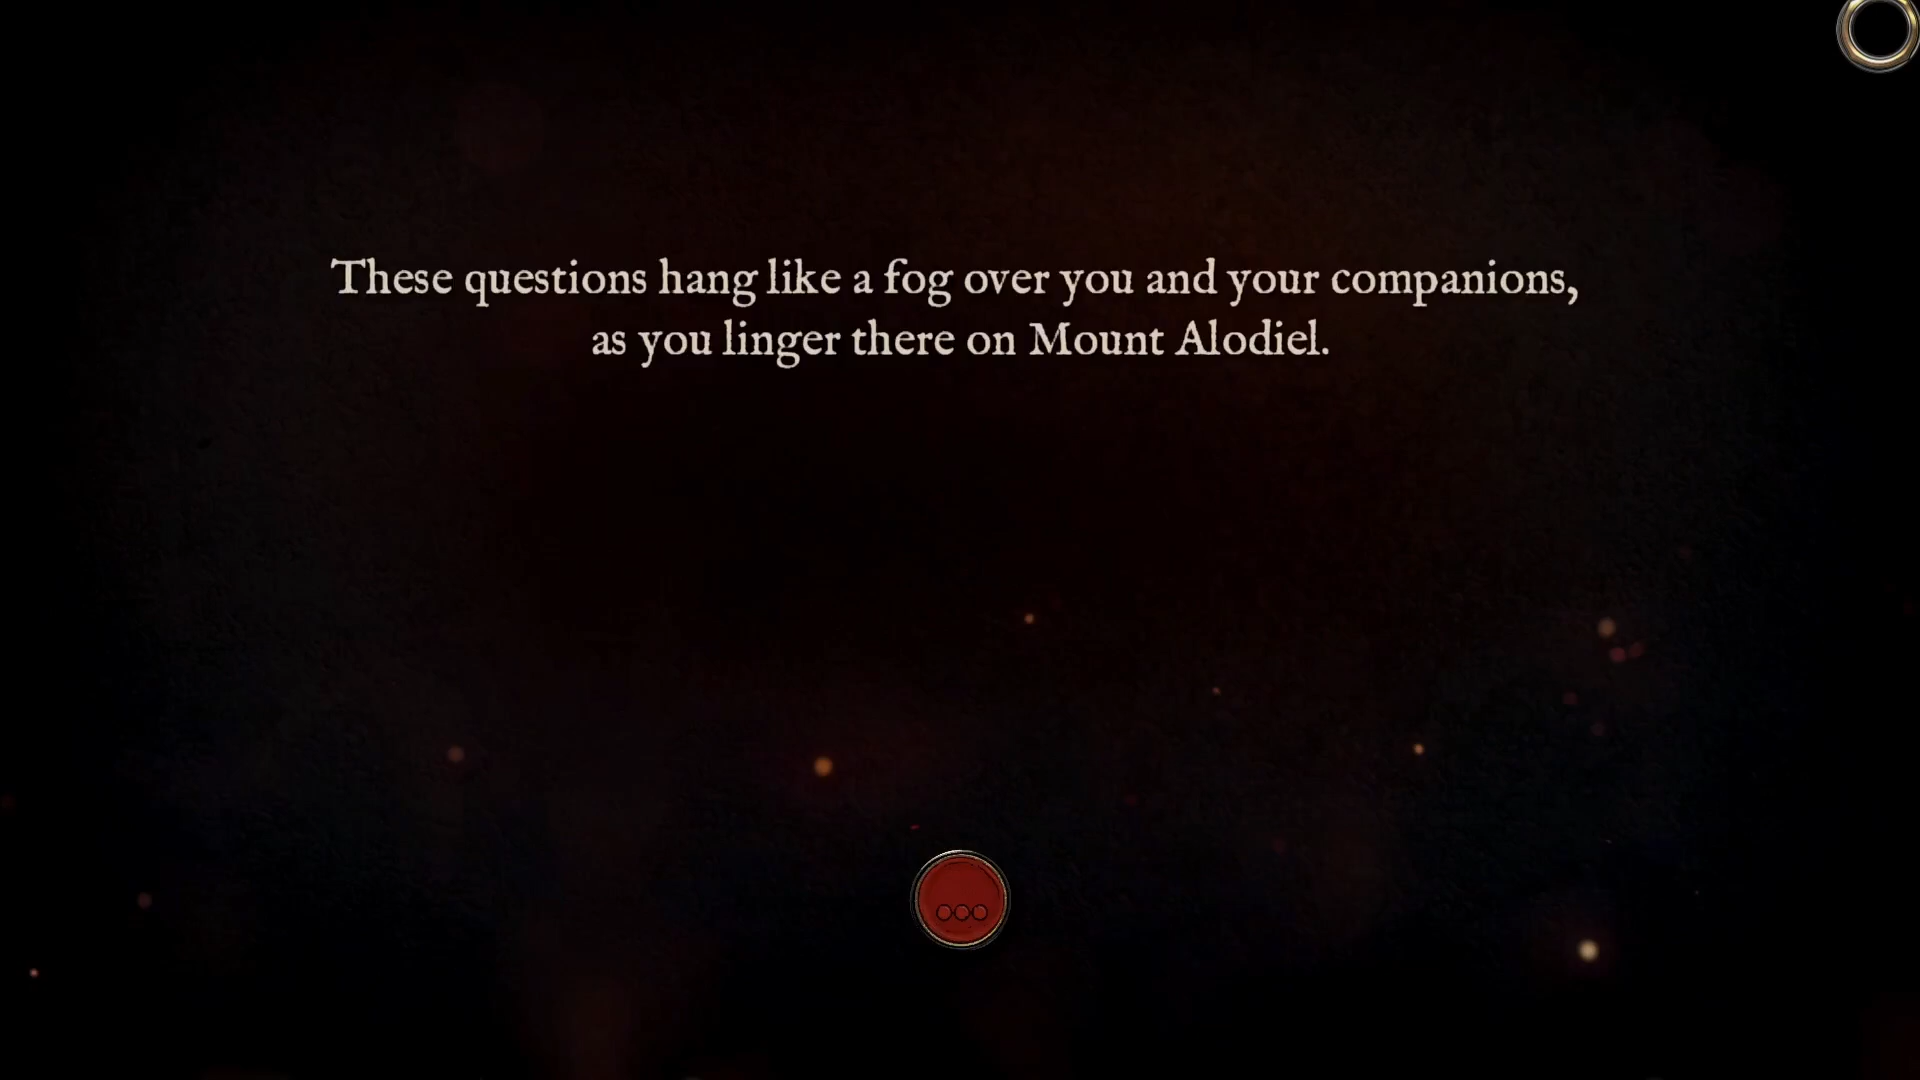 These questions hang like a fog over you and your companions,
as you linger there on Mount Alodiel.